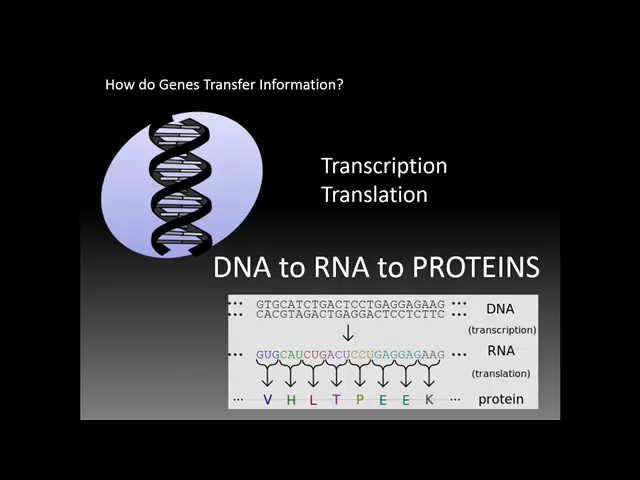 How do Genes Transfer Information?
Transcription
Translation
DNA to RNA to PROTEINS
··· GTGCATCTGACTCCTGAGGAGAAG ··· DNA
··· CACGTAGACTGAGGACTCCTCTTC ···
(transcription)
··· GUGCAUCUGACUCCUGAGGAGAAG ··· RNA
(translation)
··· V H L T P E E K ··· protein